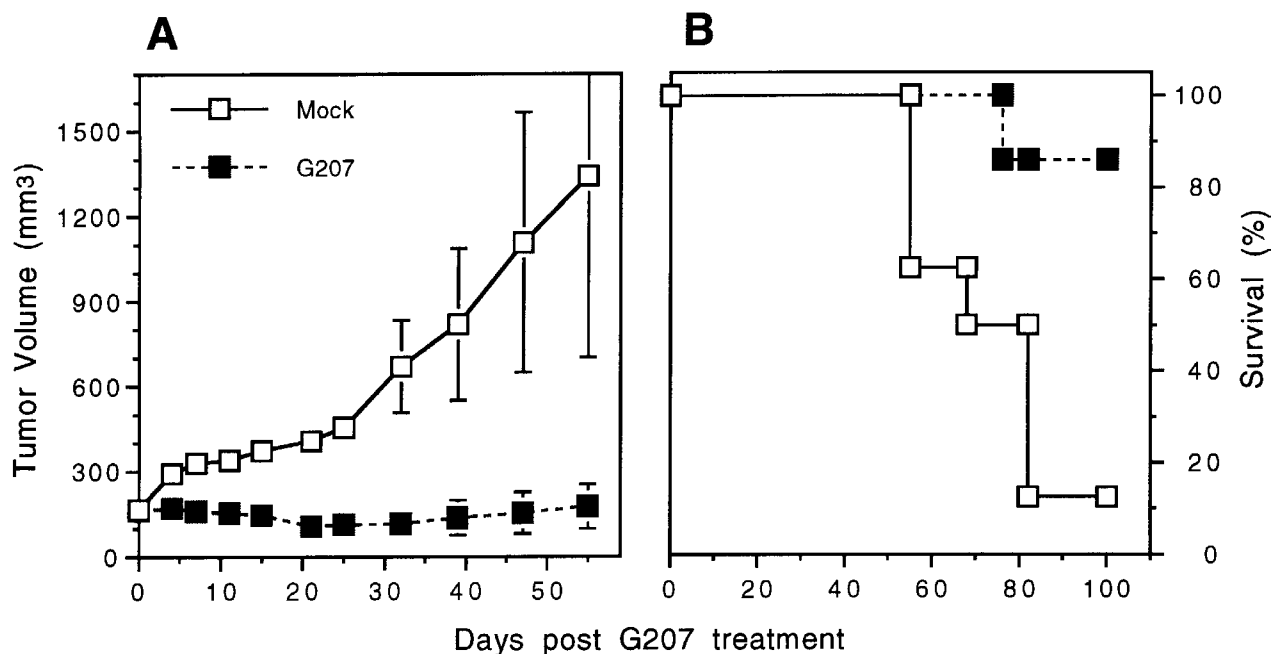 A
B
Mock
G207
Tumor Volume (mm3)
1500
1200
900
600
300
0
0 10 20 30 40 50
100
80
60
40
20
0
Survival (%)
0 20 40 60 80 100
Days post G207 treatment